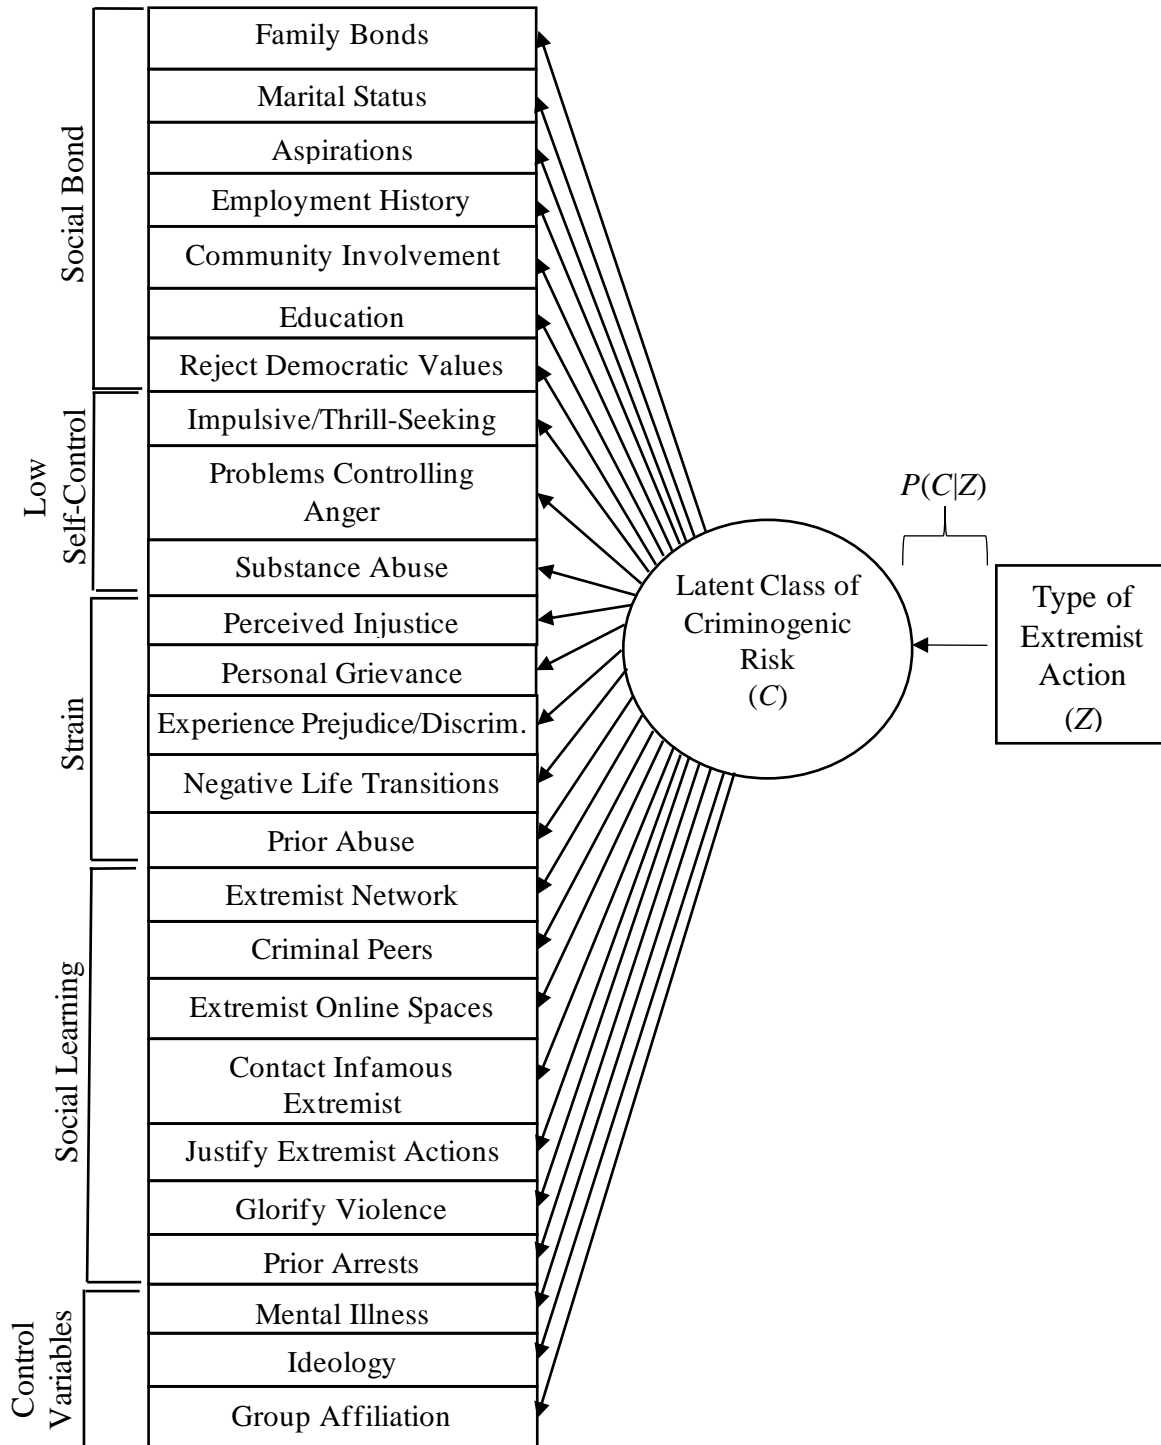 Social Bond
Family Bonds
Marital Status
Aspirations
Employment History
Community Involvement
Education
Reject Democratic Values
Low
Self-Control
Impulsive/Thrill-Seeking
Problems Controlling
Anger
Substance Abuse
Strain
Perceived Injustice
Personal Grievance
Experience Prejudice/Discrim.
Negative Life Transitions
Prior Abuse
Social Learning
Extremist Network
Criminal Peers
Extremist Online Spaces
Contact Infamous
Extremist
Justify Extremist Actions
Glorify Violence
Prior Arrests
Control
Variables
Mental Illness
Ideology
Group Affiliation
Latent Class of
Criminogenic
Risk
(C)
P(C|Z)
Type of
Extremist
Action
(Z)